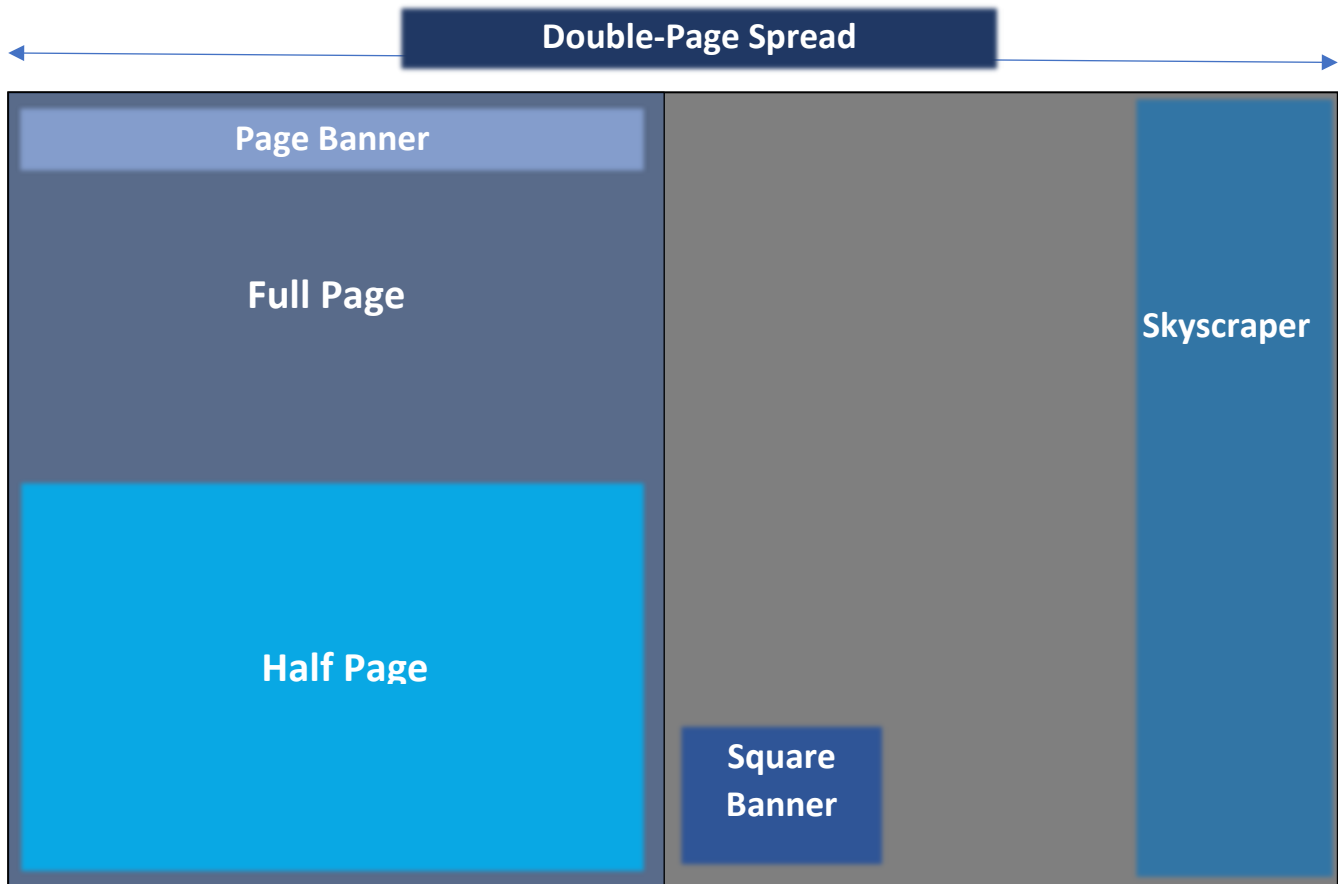 Double-Page Spread
Page Banner
Full Page
Skyscraper
Half Page
Square
Banner